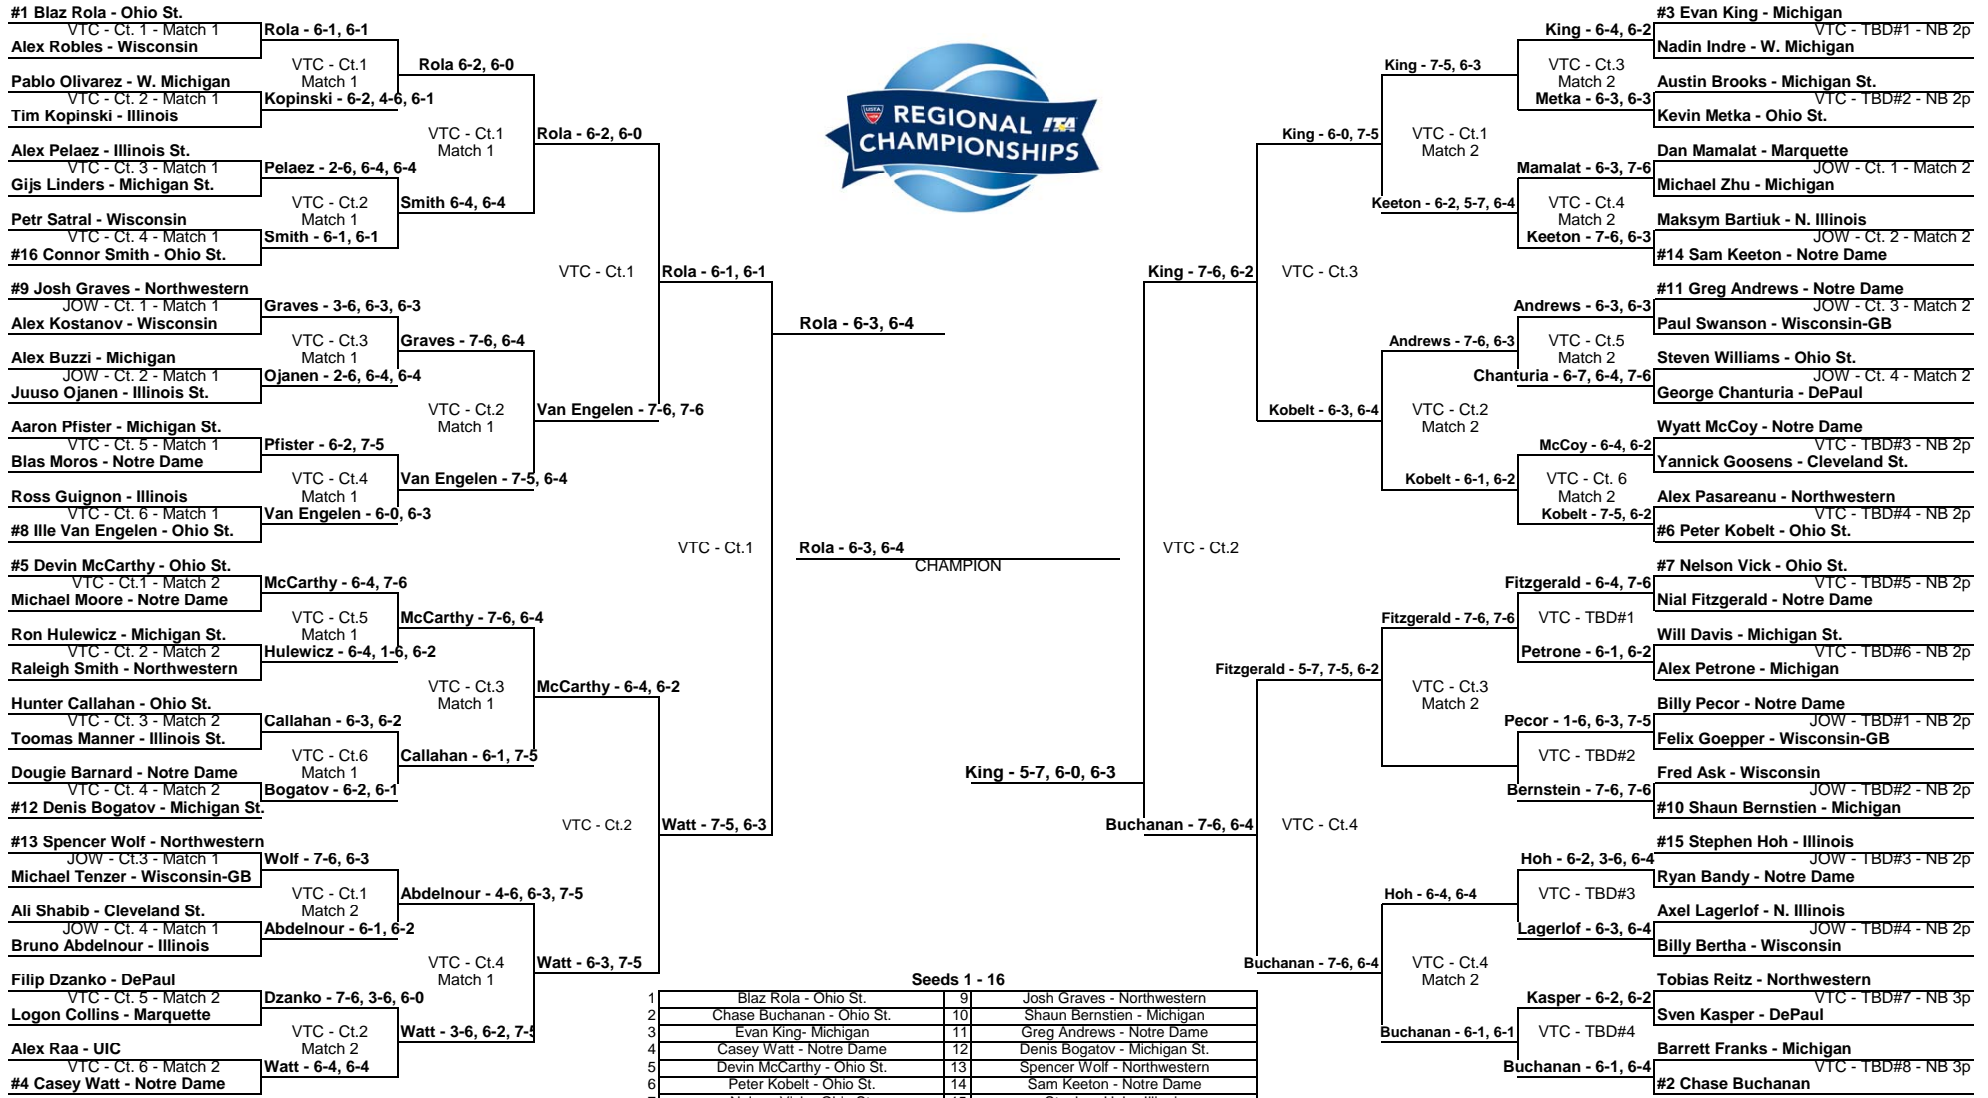 #1 Blaz Rola - Ohio St.
VTC - Ct. 1 - Match 1
Alex Robles - Wisconsin
Pablo Olivarez - W. Michigan
VTC - Ct. 2 - Match 1
Tim Kopinski - Illinois
Alex Pelaez - Illinois St.
VTC - Ct. 3 - Match 1
Gijs Linders - Michigan St.
Petr Satral - Wisconsin
VTC - Ct. 4 - Match 1
#16 Connor Smith - Ohio St.
#9 Josh Graves - Northwestern
JOW - Ct. 1 - Match 1
Alex Kostanov - Wisconsin
Alex Buzzi - Michigan
JOW - Ct. 2 - Match 1
Juuso Ojanen - Illinois St.
Aaron Pfister - Michigan St.
VTC - Ct. 5 - Match 1
Blas Moros - Notre Dame
Ross Guignon - Illinois
VTC - Ct. 6 - Match 1
#8 Ille Van Engelen - Ohio St.
#5 Devin McCarthy - Ohio St.
VTC - Ct.1 - Match 2
Michael Moore - Notre Dame
Ron Hulewicz - Michigan St.
VTC - Ct. 2 - Match 2
Raleigh Smith - Northwestern
Hunter Callahan - Ohio St.
VTC - Ct. 3 - Match 2
Toomas Manner - Illinois St.
Dougie Barnard - Notre Dame
VTC - Ct. 4 - Match 2
#12 Denis Bogatov - Michigan St.
#13 Spencer Wolf - Northwestern
JOW - Ct.3 - Match 1
Michael Tenzer - Wisconsin-GB
Ali Shabib - Cleveland St.
JOW - Ct. 4 - Match 1
Bruno Abdelnour - Illinois
Filip Dzanko - DePaul
VTC - Ct. 5 - Match 2
Logon Collins - Marquette
Alex Raa - UIC
VTC - Ct. 6 - Match 2
#4 Casey Watt - Notre Dame
Rola - 6-1, 6-1
VTC - Ct.1
Match 1
Kopinski - 6-2, 4-6, 6-1
Pelaez - 2-6, 6-4, 6-4
VTC - Ct.2
Match 1
Smith - 6-1, 6-1
Graves - 3-6, 6-3, 6-3
VTC - Ct.3
Match 1
Ojanen - 2-6, 6-4, 6-4
Pfister - 6-2, 7-5
VTC - Ct.4
Match 1
Van Engelen - 6-0, 6-3
McCarthy - 6-4, 7-6
VTC - Ct.5
Match 1
Hulewicz - 6-4, 1-6, 6-2
Callahan - 6-3, 6-2
VTC - Ct.6
Match 1
Bogatov - 6-2, 6-1
Wolf - 7-6, 6-3
VTC - Ct.1
Match 2
Abdelnour - 6-1, 6-2
Dzanko - 7-6, 3-6, 6-0
VTC - Ct.2
Match 2
Watt - 6-4, 6-4
Rola 6-2, 6-0
VTC - Ct.1
Match 1
Smith 6-4, 6-4
Graves - 7-6, 6-4
VTC - Ct.2
Match 1
Van Engelen - 7-5, 6-4
McCarthy - 7-6, 6-4
VTC - Ct.3
Match 1
Callahan - 6-1, 7-5
Abdelnour - 4-6, 6-3, 7-5
VTC - Ct.4
Match 1
Watt - 3-6, 6-2, 7-5
Rola - 6-2, 6-0
VTC - Ct.1
Van Engelen - 7-6, 7-6
McCarthy - 6-4, 6-2
VTC - Ct.2
Watt - 6-3, 7-5
Rola - 6-1, 6-1
VTC - Ct.1
Watt - 7-5, 6-3
Rola - 6-3, 6-4
Rola - 6-3, 6-4
CHAMPION
USTA
REGIONAL ITA
CHAMPIONSHIPS
King - 5-7, 6-0, 6-3
King - 7-6, 6-2
VTC - Ct.2
Buchanan - 7-6, 6-4
King - 6-0, 7-5
VTC - Ct.3
Kobelt - 6-3, 6-4
Fitzgerald - 5-7, 7-5, 6-2
VTC - Ct.4
Buchanan - 7-6, 6-4
King - 7-5, 6-3
VTC - Ct.1
Match 2
Keeton - 6-2, 5-7, 6-4
Andrews - 7-6, 6-3
VTC - Ct.2
Match 2
Kobelt - 6-1, 6-2
Fitzgerald - 7-6, 7-6
VTC - Ct.3
Match 2
Hoh - 6-4, 6-4
VTC - Ct.4
Match 2
Buchanan - 6-1, 6-1
King - 6-4, 6-2
VTC - Ct.3
Match 2
Metka - 6-3, 6-3
Mamalat - 6-3, 7-6
VTC - Ct.4
Match 2
Keeton - 7-6, 6-3
Andrews - 6-3, 6-3
VTC - Ct.5
Match 2
Chanturia - 6-7, 6-4, 7-6
McCoy - 6-4, 6-2
VTC - Ct. 6
Match 2
Kobelt - 7-5, 6-2
Fitzgerald - 6-4, 7-6
VTC - TBD#1
Petrone - 6-1, 6-2
Pecor - 1-6, 6-3, 7-5
VTC - TBD#2
Bernstein - 7-6, 7-6
Hoh - 6-2, 3-6, 6-4
VTC - TBD#3
Lagerlof - 6-3, 6-4
Kasper - 6-2, 6-2
VTC - TBD#4
Buchanan - 6-1, 6-4
#3 Evan King - Michigan
VTC - TBD#1 - NB 2p
Nadin Indre - W. Michigan
Austin Brooks - Michigan St.
VTC - TBD#2 - NB 2p
Kevin Metka - Ohio St.
Dan Mamalat - Marquette
JOW - Ct. 1 - Match 2
Michael Zhu - Michigan
Maksym Bartiuk - N. Illinois
JOW - Ct. 2 - Match 2
#14 Sam Keeton - Notre Dame
#11 Greg Andrews - Notre Dame
JOW - Ct. 3 - Match 2
Paul Swanson - Wisconsin-GB
Steven Williams - Ohio St.
JOW - Ct. 4 - Match 2
George Chanturia - DePaul
Wyatt McCoy - Notre Dame
VTC - TBD#3 - NB 2p
Yannick Goosens - Cleveland St.
Alex Pasareanu - Northwestern
VTC - TBD#4 - NB 2p
#6 Peter Kobelt - Ohio St.
#7 Nelson Vick - Ohio St.
VTC - TBD#5 - NB 2p
Nial Fitzgerald - Notre Dame
Will Davis - Michigan St.
VTC - TBD#6 - NB 2p
Alex Petrone - Michigan
Billy Pecor - Notre Dame
JOW - TBD#1 - NB 2p
Felix Goepper - Wisconsin-GB
Fred Ask - Wisconsin
JOW - TBD#2 - NB 2p
#10 Shaun Bernstien - Michigan
#15 Stephen Hoh - Illinois
JOW - TBD#3 - NB 2p
Ryan Bandy - Notre Dame
Axel Lagerlof - N. Illinois
JOW - TBD#4 - NB 2p
Billy Bertha - Wisconsin
Tobias Reitz - Northwestern
VTC - TBD#7 - NB 3p
Sven Kasper - DePaul
Barrett Franks - Michigan
VTC - TBD#8 - NB 3p
#2 Chase Buchanan
Seeds 1 - 16
1 Blaz Rola - Ohio St. 9 Josh Graves - Northwestern
2 Chase Buchanan - Ohio St. 10 Shaun Bernstien - Michigan
3 Evan King- Michigan 11 Greg Andrews - Notre Dame
4 Casey Watt - Notre Dame 12 Denis Bogatov - Michigan St.
5 Devin McCarthy - Ohio St. 13 Spencer Wolf - Northwestern
6 Peter Kobelt - Ohio St. 14 Sam Keeton - Notre Dame